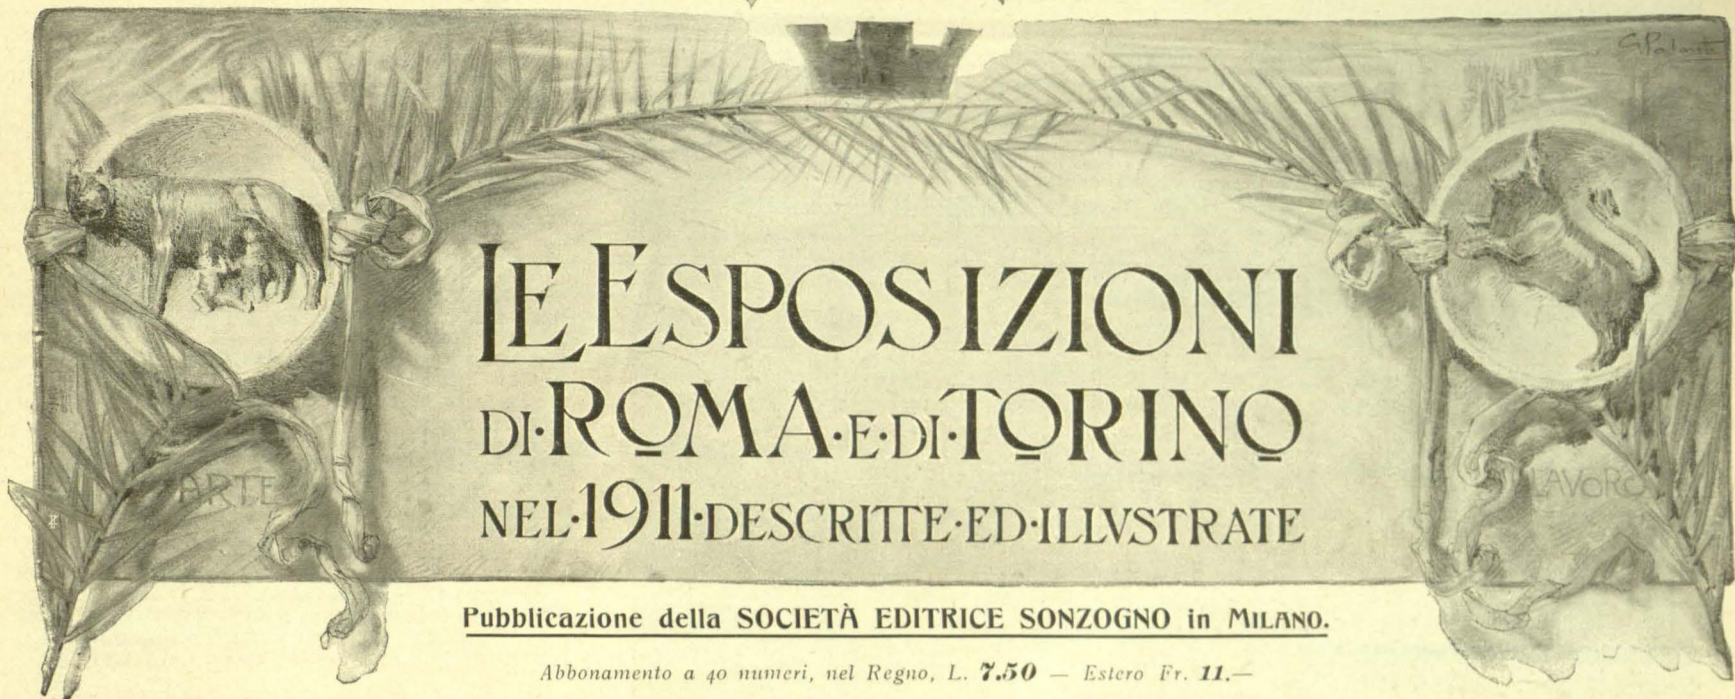 LE ESPOSIZIONI
DI·ROMA·E·DI·TORINO
NEL·1911·DESCRITTE·ED·ILLVSTRATE
ARTE
LAVORO
Pubblicazione della SOCIETÀ EDITRICE SONZOGNO in MILANO.
Abbonamento a 40 numeri, nel Regno, L. 7.50 — Estero Fr. 11.—